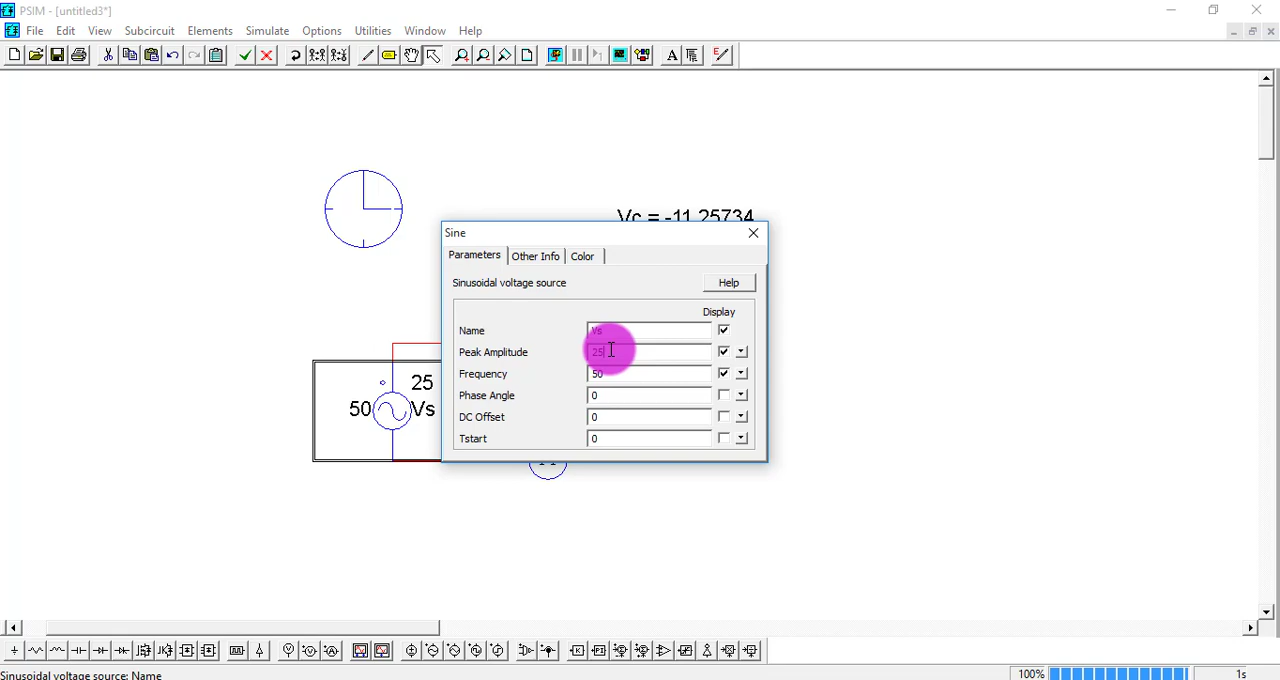 PSIM - [untitled3*]
File Edit View Subcircuit Elements Simulate Options Utilities Window Help
Vc = -11.25734
Sine
Parameters Other Info Color
Sinusoidal voltage source Help
Display
Name Vs
Peak Amplitude 25
Frequency 50
Phase Angle 0
DC Offset 0
Tstart 0
25
50 Vs
Sinusoidal voltage source: Name
100% 1s